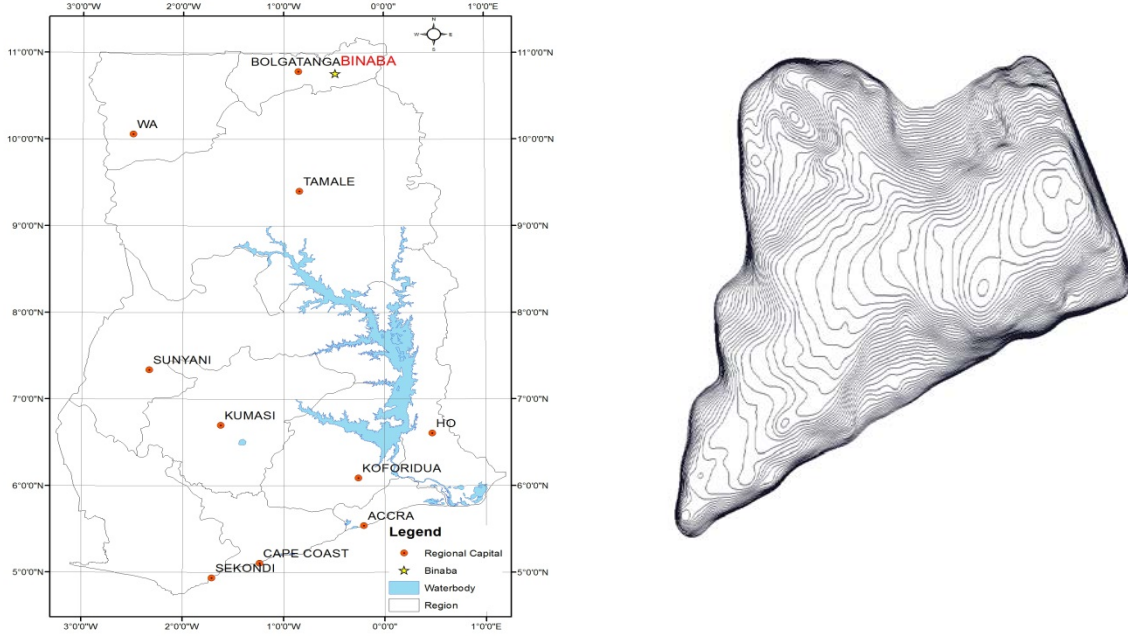 3°0'0"W 2°0'0"W 1°0'0"W 0°0'0" 1°0'0"E
N
W E
S
11°0'0"N 11°0'0"N
BOLGATANGA BINABA
WA
10°0'0"N 10°0'0"N
TAMALE
9°0'0"N 9°0'0"N
8°0'0"N 8°0'0"N
SUNYANI
7°0'0"N 7°0'0"N
KUMASI
HO
KOFORIDUA
6°0'0"N 6°0'0"N
ACCRA
Legend
CAPE COAST
Regional Capital
SEKONDI
5°0'0"N 5°0'0"N
Binaba
Waterbody
Region
3°0'0"W 2°0'0"W 1°0'0"W 0°0'0" 1°0'0"E